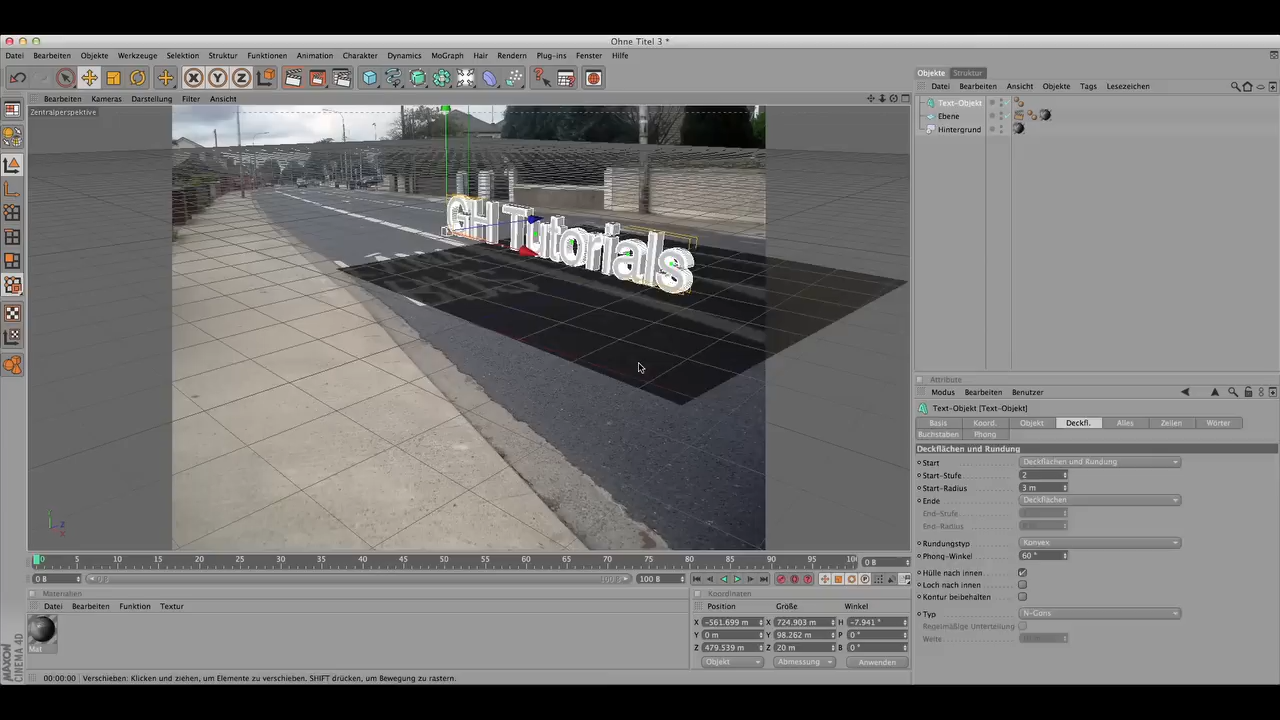 Ohne Titel 3 *
Datei Bearbeiten Objekte Werkzeuge Selektion Struktur Funktionen Animation Charakter Dynamics MoGraph Hair Rendern Plug-ins Fenster Hilfe
X Y Z
Bearbeiten Kameras Darstellung Filter Ansicht
Zentralperspektive
GH Tutorials
Objekte Struktur
Datei Bearbeiten Ansicht Objekte Tags Lesezeichen
Text-Objekt
Ebene
Hintergrund
Attribute
Modus Bearbeiten Benutzer
Text-Objekt [Text-Objekt]
Basis Koord. Objekt Deckfl. Alles Zeilen Wörter
Buchstaben Phong
Deckflächen und Rundung
Start Deckflächen und Rundung
Start-Stufe 2
Start-Radius 3 m
Ende Deckflächen
End-Stufe
End-Radius
Rundungstyp Konvex
Phong-Winkel 60 °
Hülle nach innen
Loch nach innen
Kontur beibehalten
Typ N-Gons
Regelmäßige Unterteilung
Weite
0 5 10 15 20 25 30 35 40 45 50 55 60 65 70 75 80 85 90 95 100 0 B
0 B 0 B 100 B 100 B
Materialien
Datei Bearbeiten Funktion Textur
Mat
Koordinaten
Position Größe Winkel
X -561.699 m X 724.903 m H -7.941 °
Y 0 m Y 98.262 m P 0 °
Z 479.539 m Z 20 m B 0 °
Objekt Abmessung Anwenden
MAXON CINEMA 4D
00:00:00 Verschieben: Klicken und ziehen, um Elemente zu verschieben. SHIFT drücken, um Bewegung zu rastern.